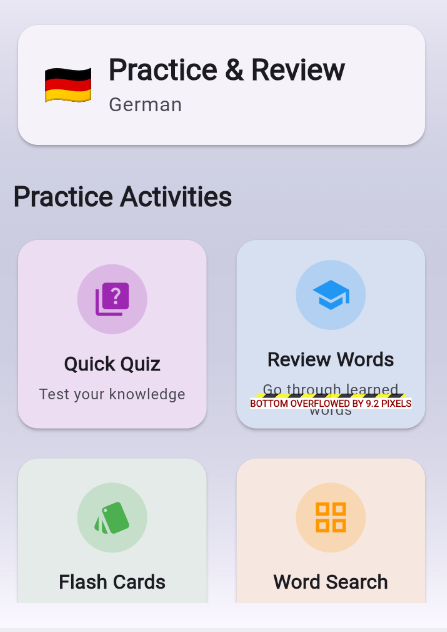 Practice & Review
German
Practice Activities
Quick Quiz
Test your knowledge
Review Words
Go through learned
BOTTOM OVERFLOWED BY 9.2 PIXELS
words
Flash Cards
Word Search